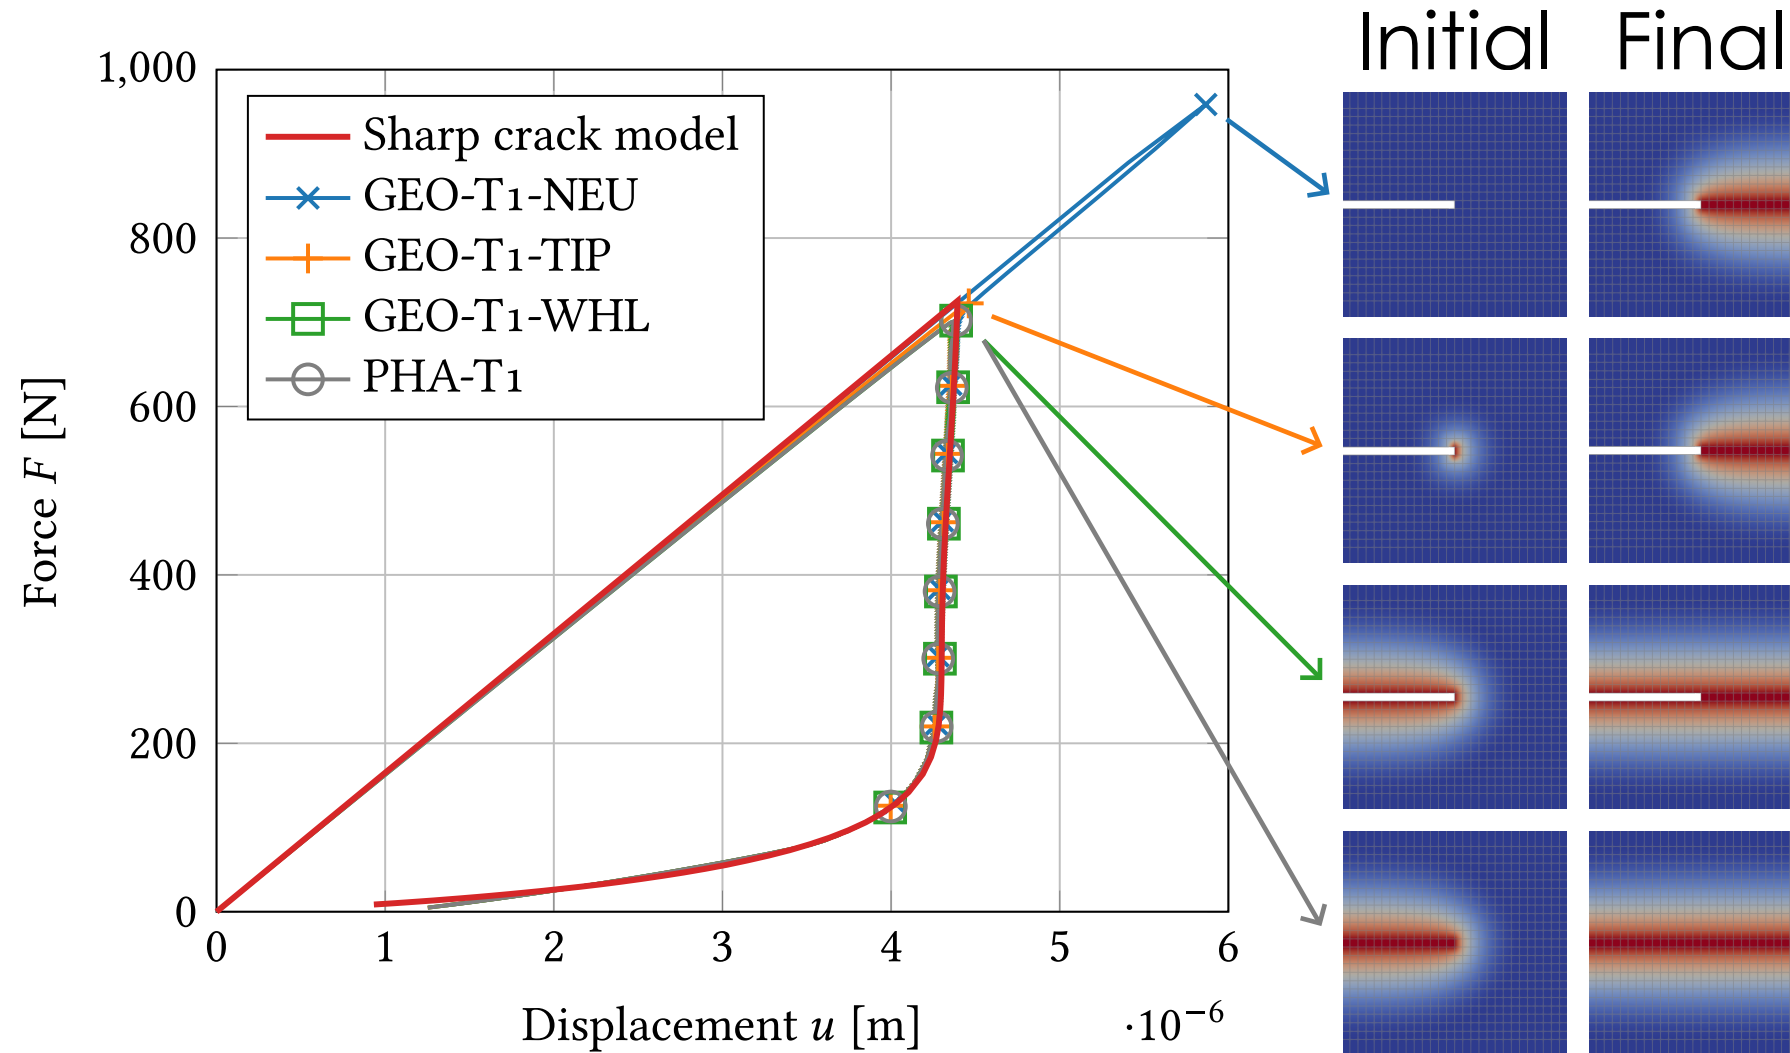 Initial Final
1,000
800
600
400
200
0
Force F [N]
Sharp crack model
GEO-T1-NEU
GEO-T1-TIP
GEO-T1-WHL
PHA-T1
0 1 2 3 4 5 6
Displacement u [m]
·10⁻⁶